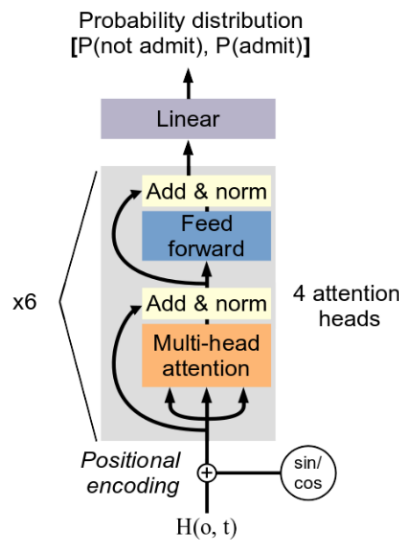 Probability distribution
[P(not admit), P(admit)]
Linear
Add & norm
Feed
forward
x6
Add & norm
4 attention
heads
Multi-head
attention
Positional
encoding
+
sin/
cos
H(o, t)